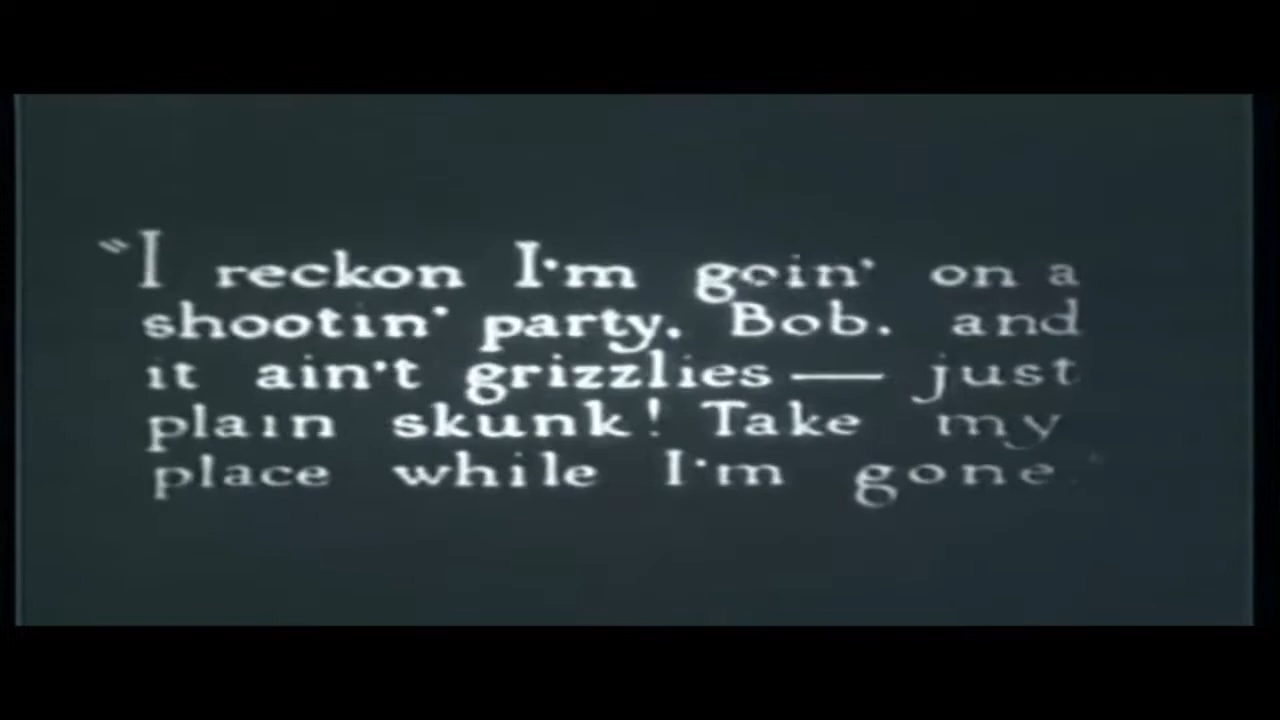 "I reckon I'm goin' on a
shootin' party, Bob, and
it ain't grizzlies — just
plain skunk! Take my
place while I'm gone."